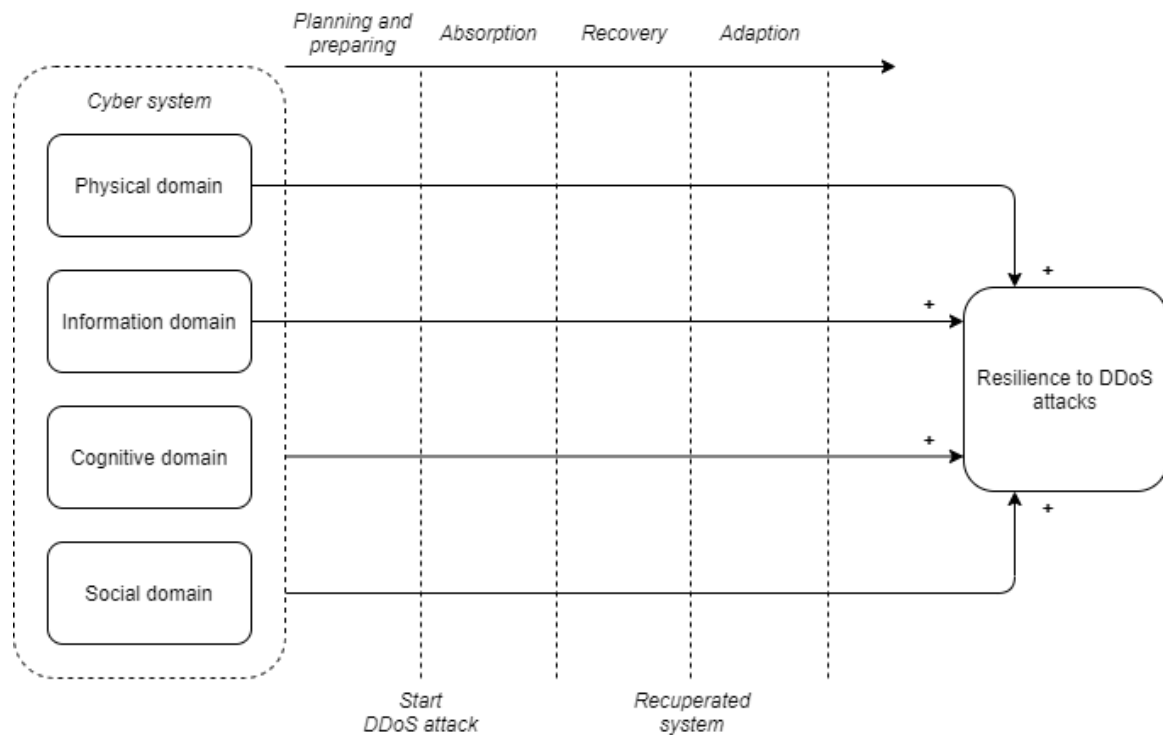 Planning and
preparing
Absorption
Recovery
Adaption
Cyber system
Physical domain
+
Information domain
+
Resilience to DDoS
attacks
Cognitive domain
+
+
Social domain
Start
DDoS attack
Recuperated
system